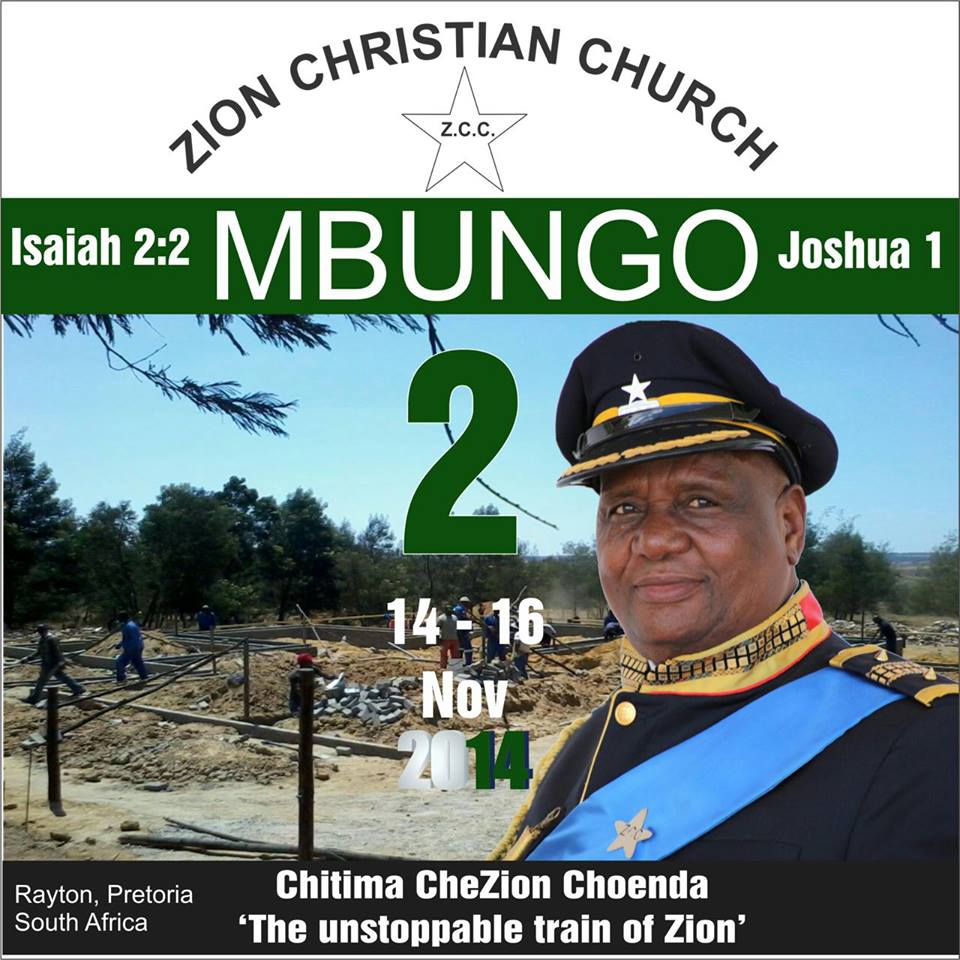 ZION CHRISTIAN CHURCH
Z.C.C.
Isaiah 2:2 MBUNGO Joshua 1
2
14 - 16
Nov
2014
ZCC
Rayton, Pretoria
South Africa
Chitima CheZion Choenda
‘The unstoppable train of Zion’